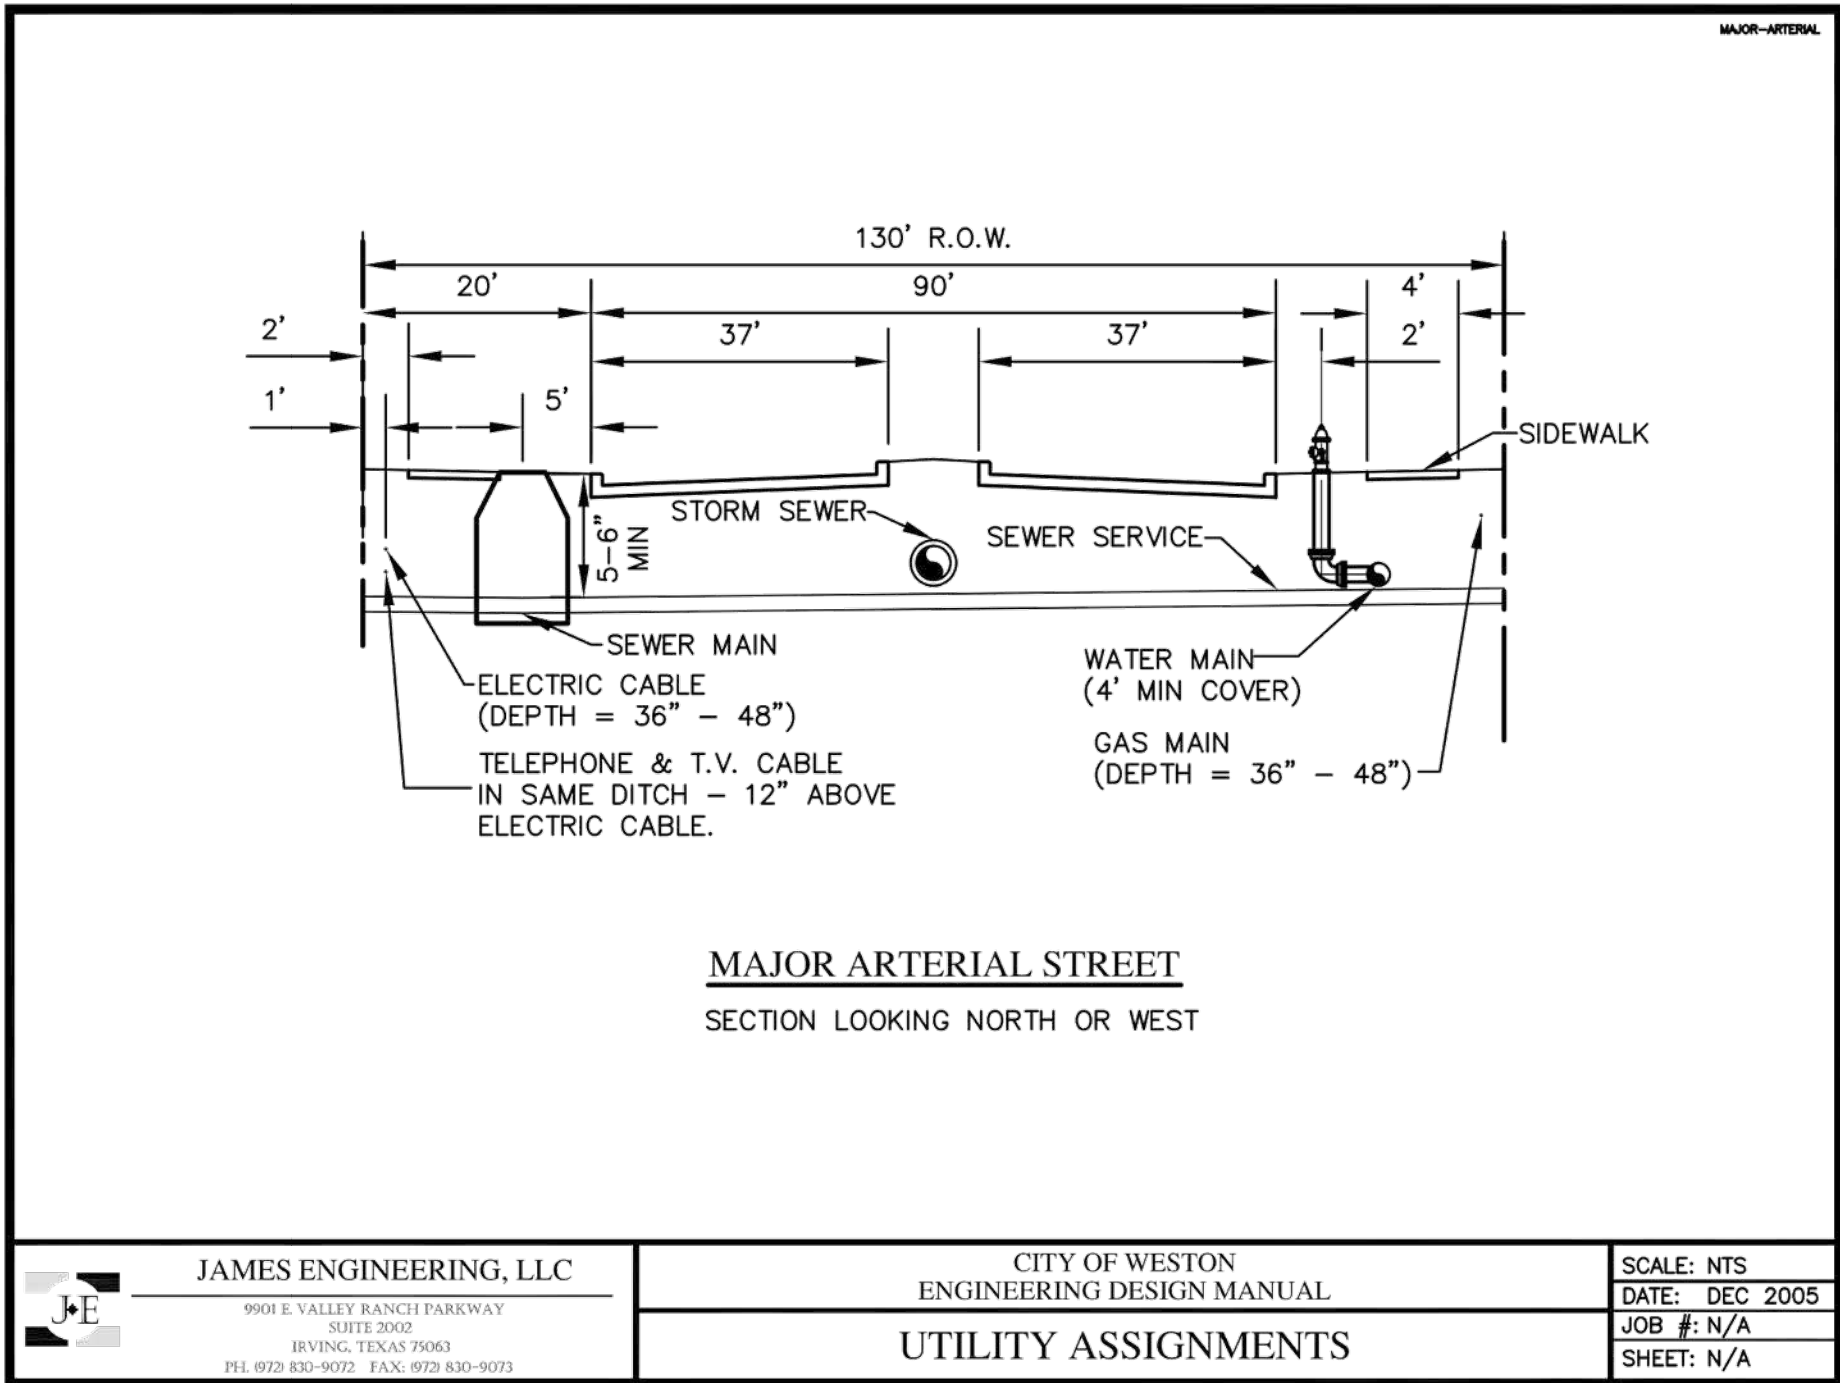 MAJOR-ARTERIAL
130' R.O.W.
20'
90'
4'
2'
37'
37'
2'
1'
5'
SIDEWALK
STORM SEWER
5-6"
MIN
SEWER SERVICE
SEWER MAIN
ELECTRIC CABLE
(DEPTH = 36" - 48")
TELEPHONE & T.V. CABLE
IN SAME DITCH - 12" ABOVE
ELECTRIC CABLE.
WATER MAIN
(4' MIN COVER)
GAS MAIN
(DEPTH = 36" - 48")
MAJOR ARTERIAL STREET
SECTION LOOKING NORTH OR WEST
J E
JAMES ENGINEERING, LLC
9901 E. VALLEY RANCH PARKWAY
SUITE 2002
IRVING, TEXAS 75063
PH. (972) 830-9072 FAX: (972) 830-9073
CITY OF WESTON
ENGINEERING DESIGN MANUAL
UTILITY ASSIGNMENTS
SCALE: NTS
DATE: DEC 2005
JOB #: N/A
SHEET: N/A